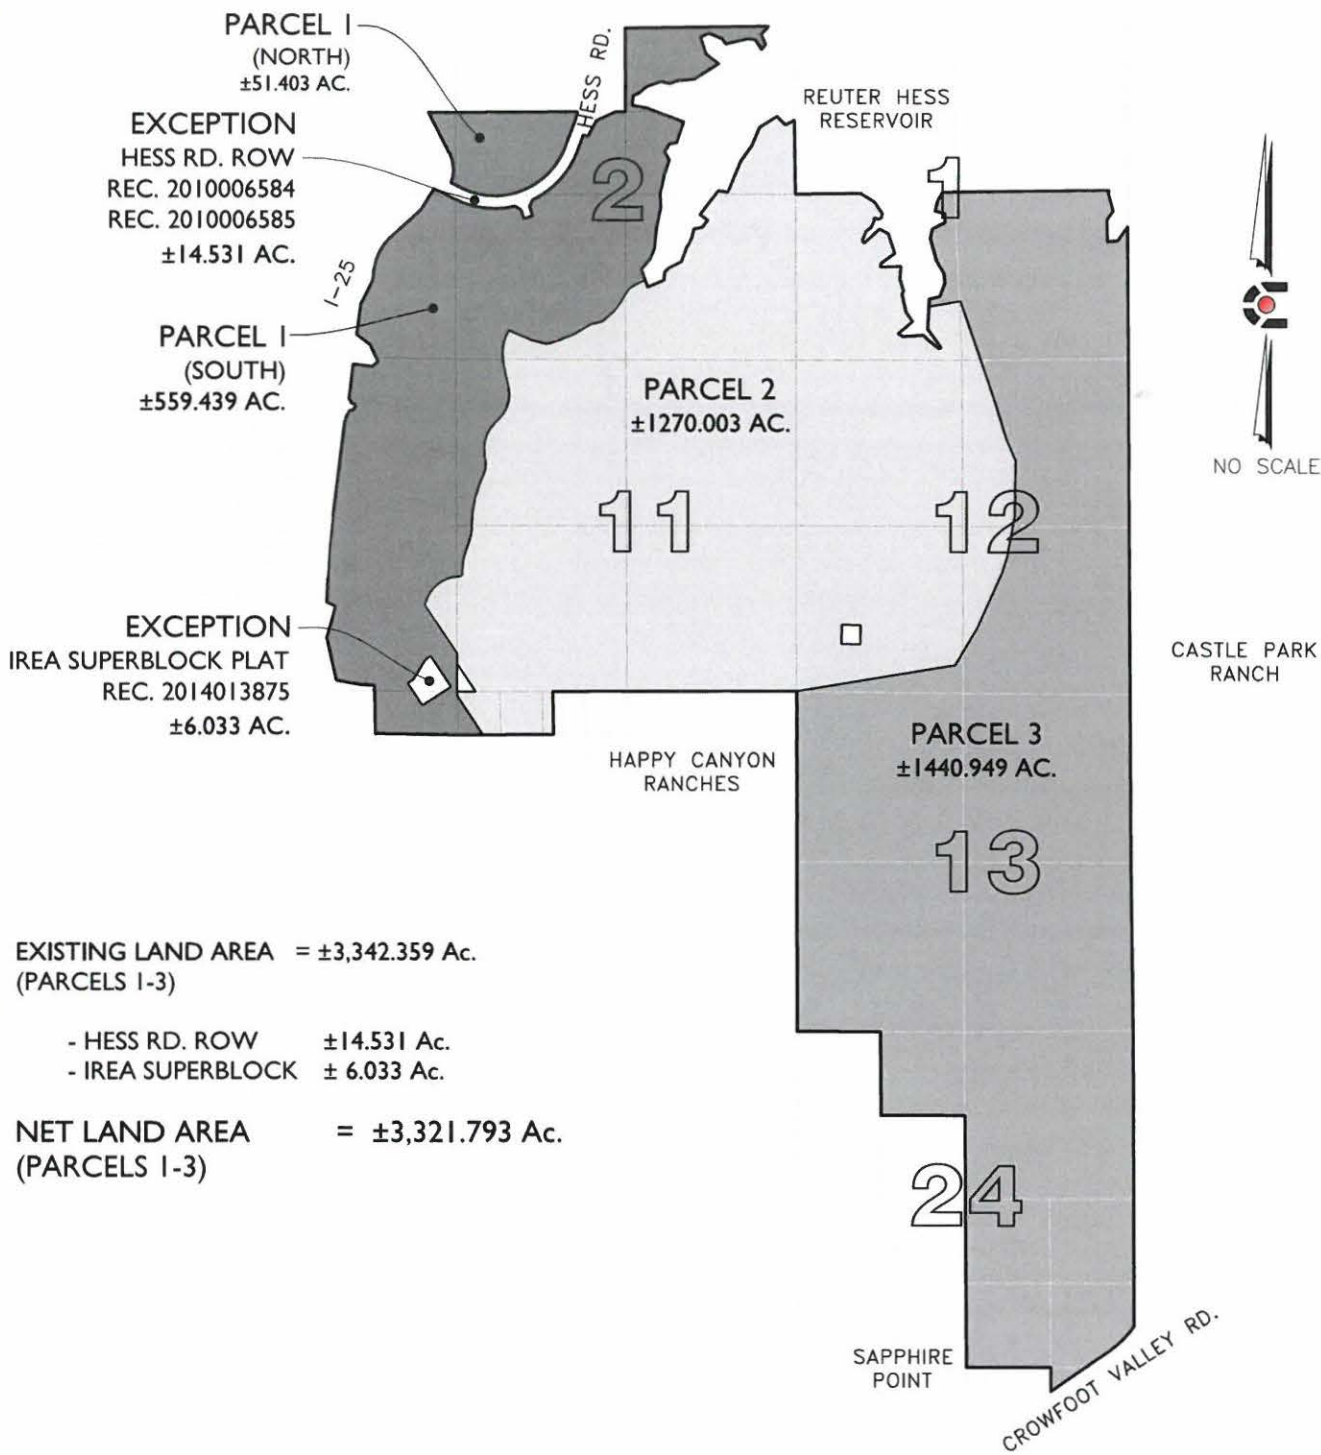 PARCEL 1
(NORTH)
±51.403 AC.
HESS RD.
EXCEPTION
HESS RD. ROW
REC. 2010006584
REC. 2010006585
±14.531 AC.
REUTER HESS
RESERVOIR
2
1
I-25
PARCEL 1
(SOUTH)
±559.439 AC.
PARCEL 2
±1270.003 AC.
NO SCALE
11
12
EXCEPTION
IREA SUPERBLOCK PLAT
REC. 2014013875
±6.033 AC.
CASTLE PARK
RANCH
HAPPY CANYON
RANCHES
PARCEL 3
±1440.949 AC.
13
EXISTING LAND AREA = ±3,342.359 Ac.
(PARCELS 1-3)
- HESS RD. ROW ±14.531 Ac.
- IREA SUPERBLOCK ± 6.033 Ac.
NET LAND AREA = ±3,321.793 Ac.
(PARCELS 1-3)
24
SAPPHIRE
POINT
CROWFOOT VALLEY RD.